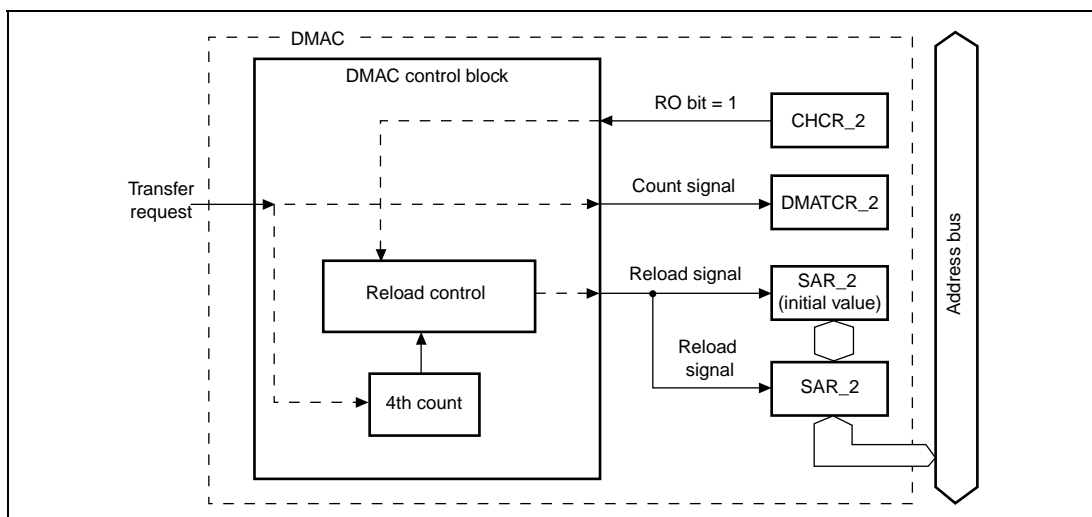 DMAC
DMAC control block
RO bit = 1
CHCR_2
Transfer
request
Count signal
DMATCR_2
Reload control
Reload signal
SAR_2
(initial value)
Reload
signal
4th count
SAR_2
Address bus